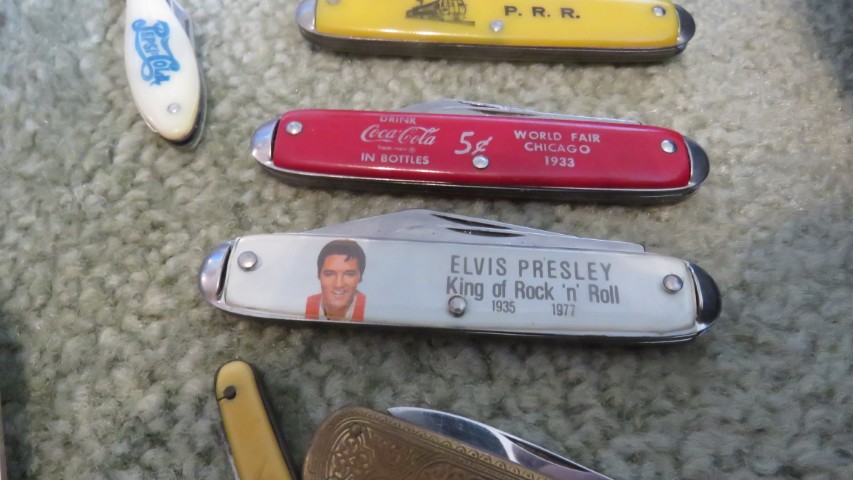 Pepsi-Cola
P. R. R.
DRINK
Coca-Cola
IN BOTTLES
5¢
WORLD FAIR
CHICAGO
1933
ELVIS PRESLEY
King of Rock 'n' Roll
1935 1977